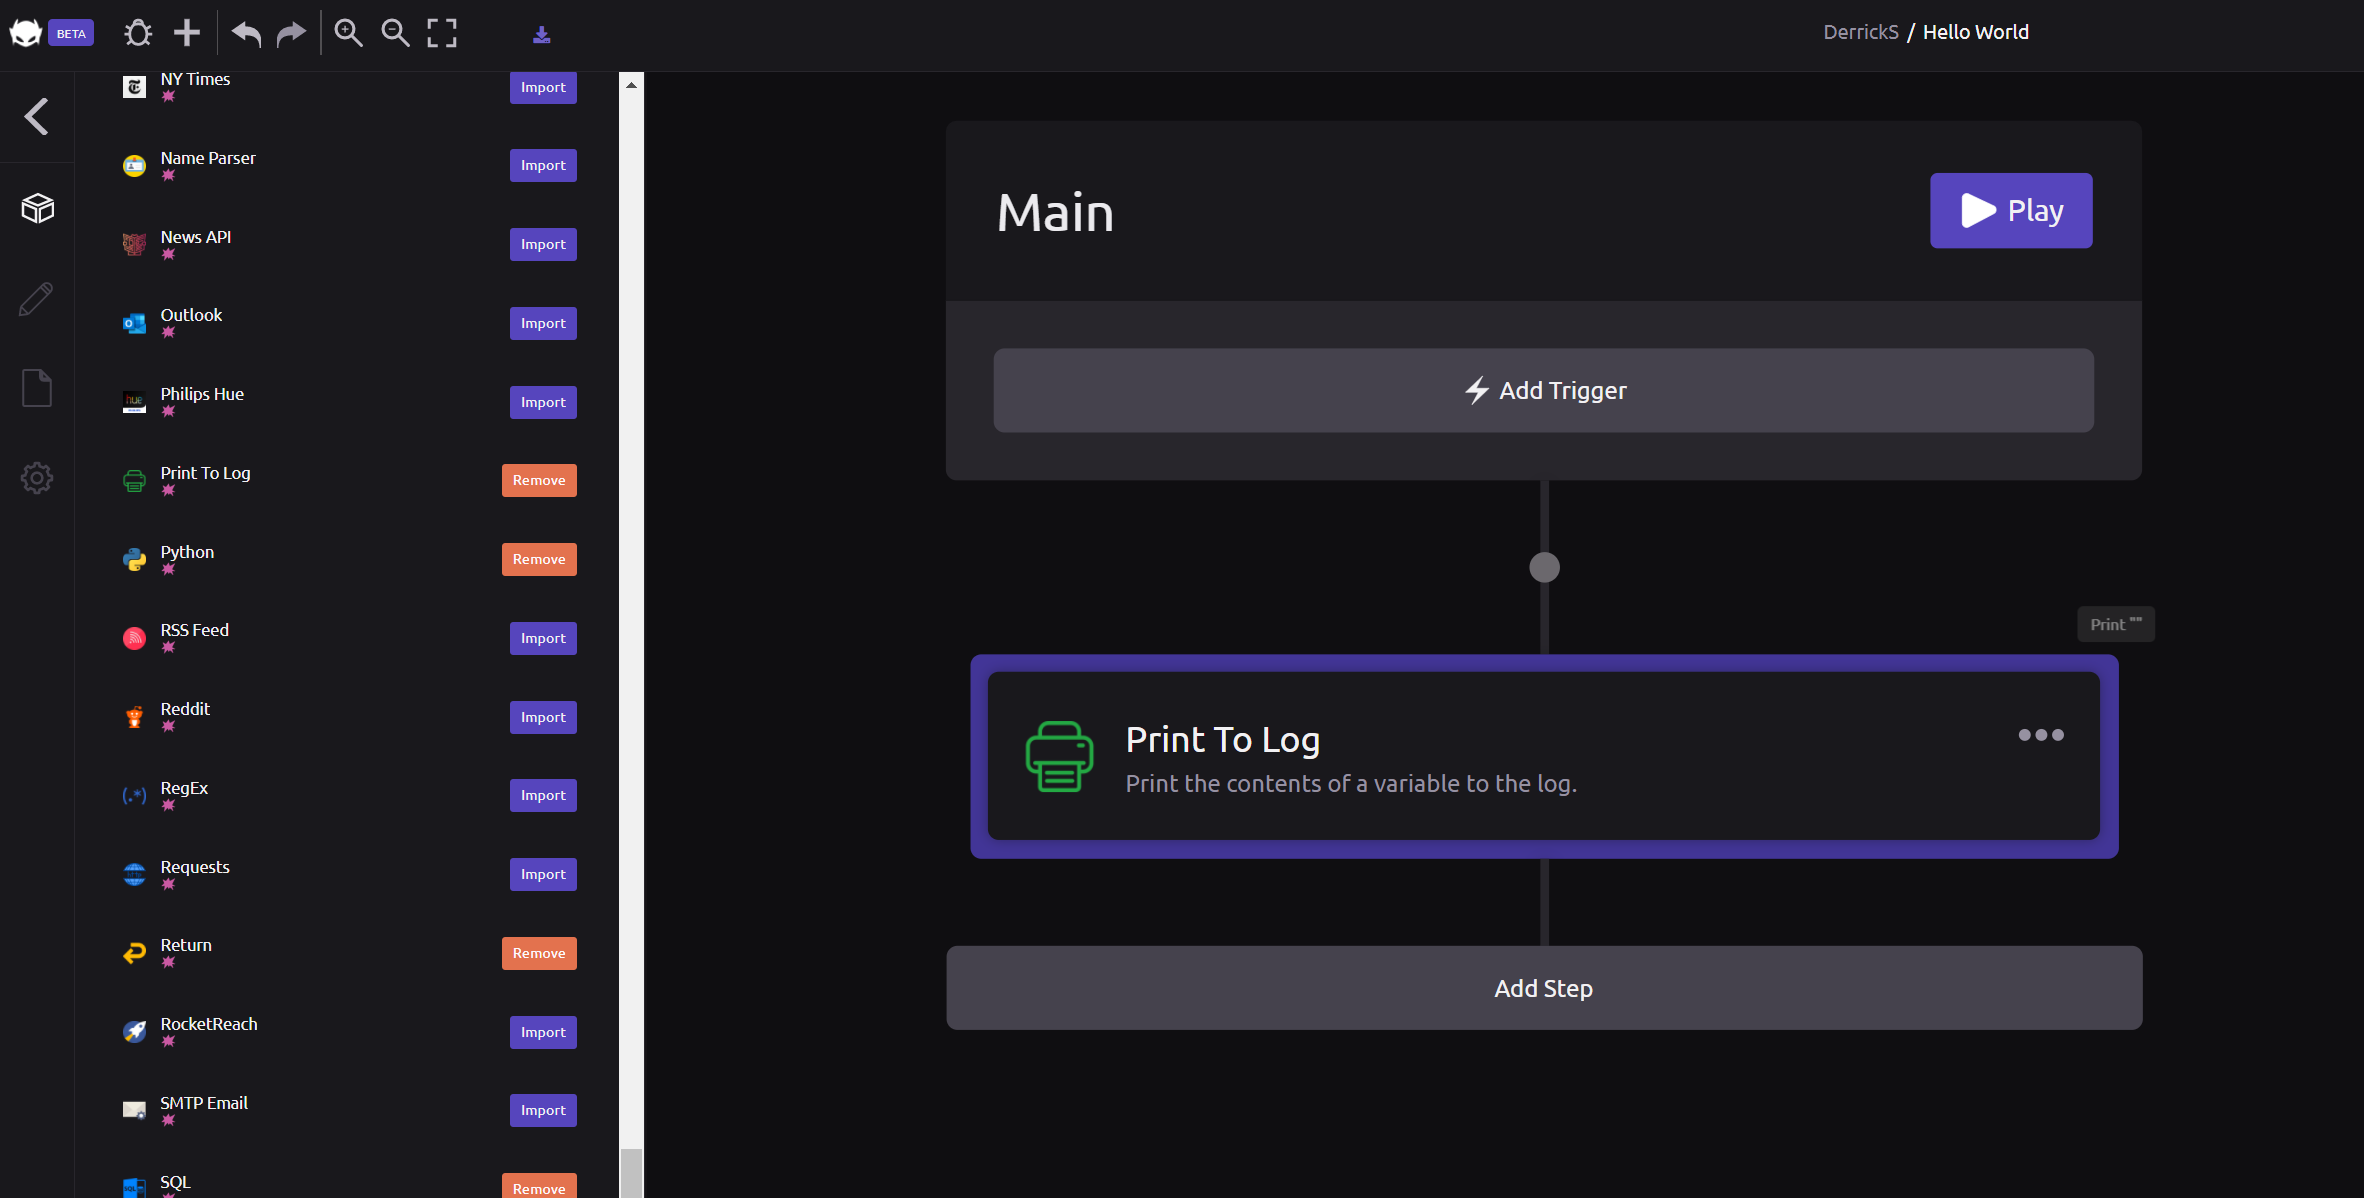 BETA
DerrickS / Hello World
NY Times
Import
Name Parser
Import
News API
Import
Outlook
Import
Philips Hue
Import
Print To Log
Remove
Python
Remove
RSS Feed
Import
Reddit
Import
RegEx
Import
Requests
Import
Return
Remove
RocketReach
Import
SMTP Email
Import
SQL
Remove
Main
Play
Add Trigger
Print ""
Print To Log
Print the contents of a variable to the log.
Add Step
hue
(.*)